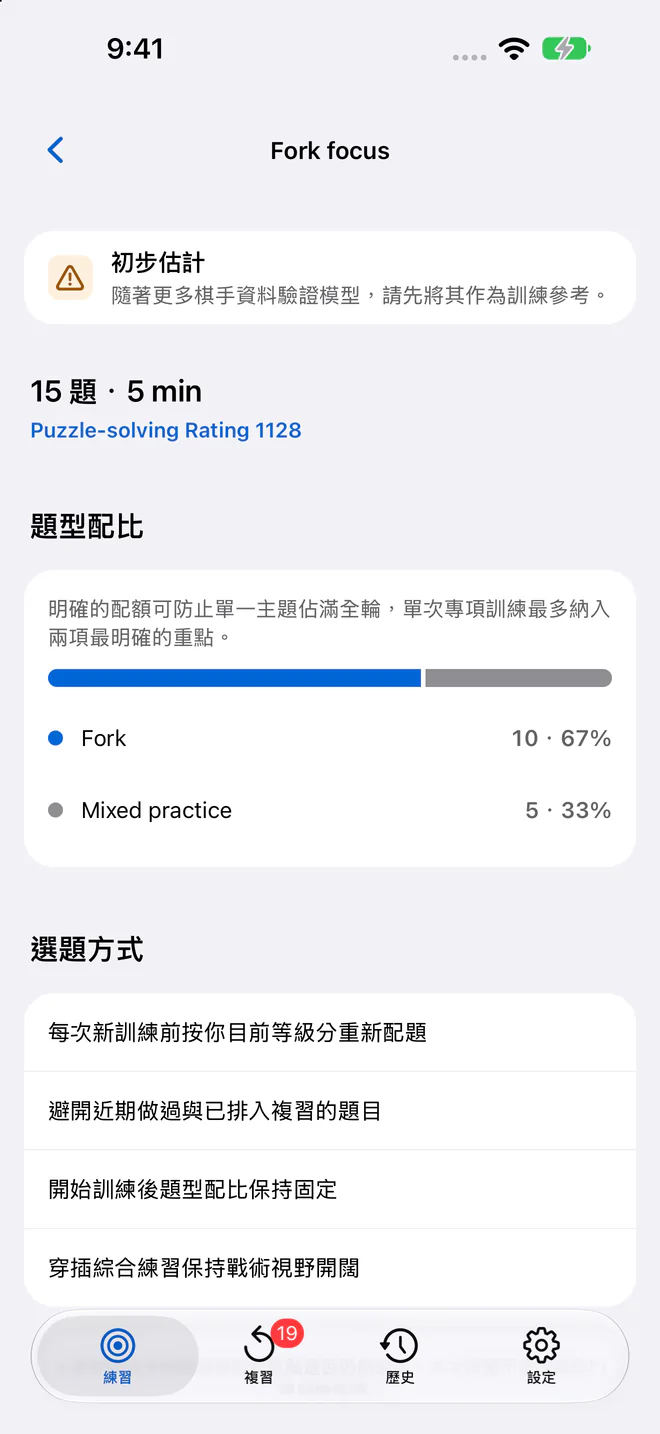 9:41
Fork focus
初步估計
隨著更多棋手資料驗證模型，請先將其作為訓練參考。
15 題 · 5 min
Puzzle-solving Rating 1128
題型配比
明確的配額可防止單一主題佔滿全輪，單次專項訓練最多納入
兩項最明確的重點。
Fork 10 · 67%
Mixed practice 5 · 33%
選題方式
每次新訓練前按你目前等級分重新配題
避開近期做過與已排入複習的題目
開始訓練後題型配比保持固定
穿插綜合練習保持戰術視野開闊
19
練習 複習 歷史 設定